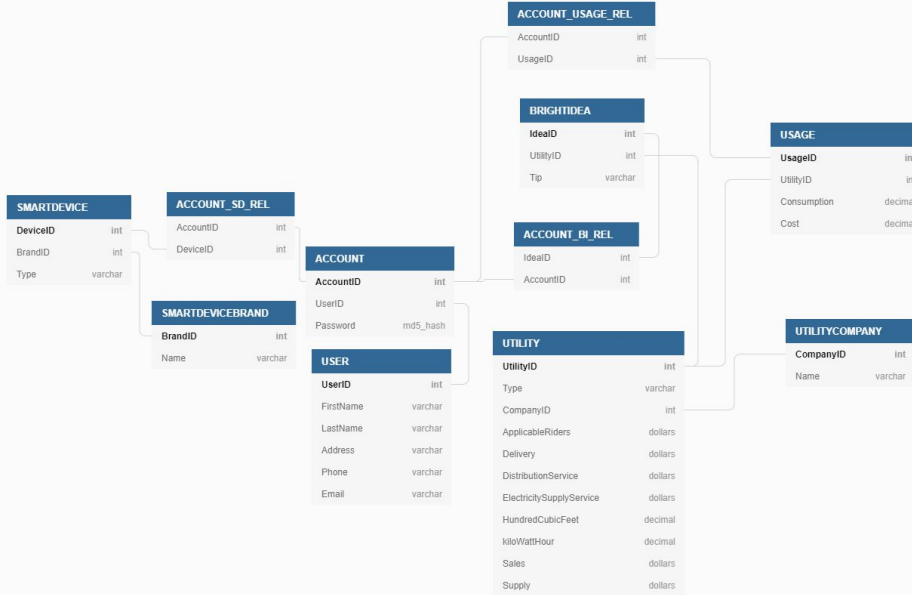 ACCOUNT_USAGE_REL
AccountID int
UsageID int
BRIGHTIDEA
IdeaID int
UtilityID int
Tip varchar
USAGE
UsageID in
UtilityID in
Consumption decima
Cost decima
SMARTDEVICE
DeviceID int
BrandID int
Type varchar
ACCOUNT_SD_REL
AccountID int
DeviceID int
ACCOUNT_BI_REL
IdeaID int
AccountID int
ACCOUNT
AccountID int
UserID int
Password md5_hash
SMARTDEVICEBRAND
BrandID int
Name varchar
USER
UserID int
FirstName varchar
LastName varchar
Address varchar
Phone varchar
Email varchar
UTILITY
UtilityID int
Type varchar
CompanyID int
ApplicableRiders dollars
Delivery dollars
DistributionService dollars
ElectricitySupplyService dollars
HundredCubicFeet decimal
kiloWattHour decimal
Sales dollars
Supply dollars
UTILITYCOMPANY
CompanyID int
Name varchar